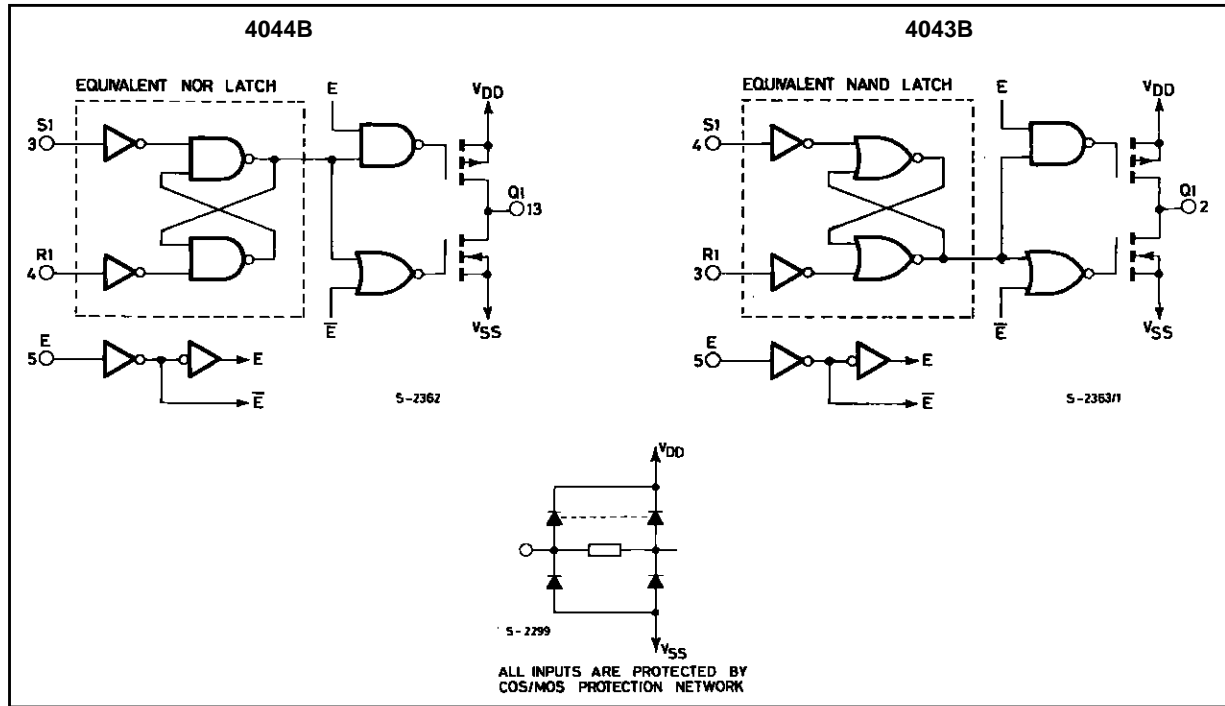 4044B
EQUIVALENT NOR LATCH
E
VDD
S1
3
Q1
13
R1
4
E̅
VSS
E
5
E
E̅
S-2362
4043B
EQUIVALENT NAND LATCH
E
VDD
S1
4
Q1
2
R1
3
E̅
VSS
E
5
E
E̅
S-2363/1
VDD
S-2299
VSS
ALL INPUTS ARE PROTECTED BY
COS/MOS PROTECTION NETWORK